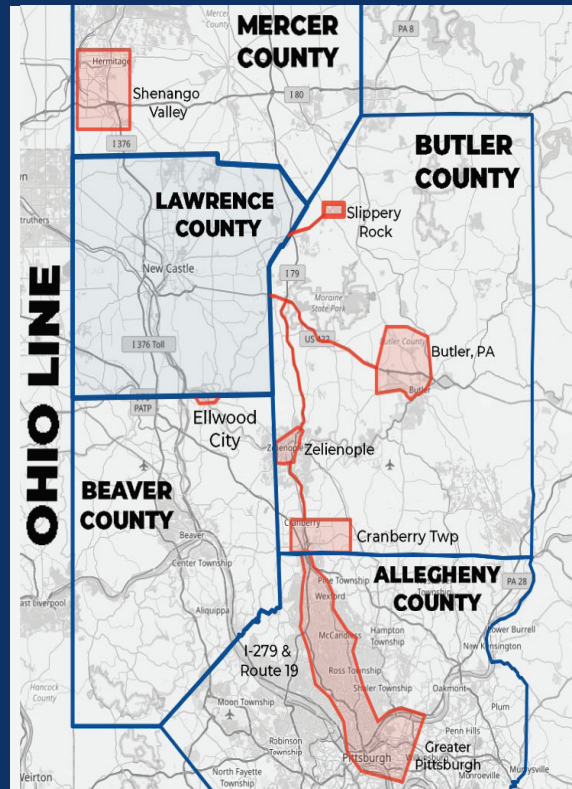 Mercer
County
MERCER
COUNTY
PA 8
Hermitage
Shenango
Valley
I 80
I 376
BUTLER
COUNTY
LAWRENCE
COUNTY
Slippery
Rock
truthers
New Castle
I 79
Moraine
State Park
OHIO LINE
I 376 Toll
US 422
Butler County
Butler, PA
Butler
PATP
Ellwood
City
Zelienople
Zelienople
BEAVER
COUNTY
Cranberry
Cranberry Twp
Beaver
Center Township
ALLEGHENY
COUNTY
PA 28
Pine Township
Wexford
East Liverpool
Aliquippa
McCandless
Hampton
Township
Lower Burrell
New Kensington
I-279 &
Route 19
Ross Township
Shaler Township
Oakmont
Hancock
County
Moon Township
Plum
Robinson
Township
Penn Hills
Greater
Pittsburgh
Pittsburgh
Weirton
North Fayette
Township
Monroeville
Murrysville